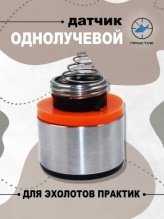 датчик
ОДНОЛУЧЕВОЙ
ПРАКТИК
ДЛЯ ЭХОЛОТОВ ПРАКТИК